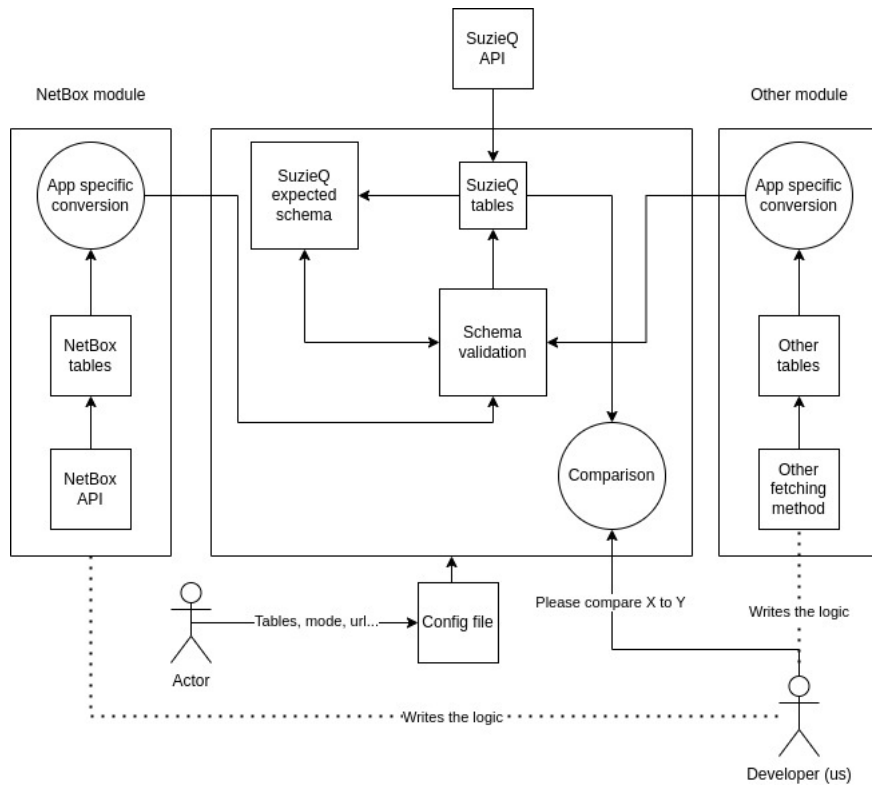 SuzieQ
API
NetBox module
Other module
App specific
conversion
SuzieQ
expected
schema
SuzieQ
tables
App specific
conversion
NetBox
tables
Schema
validation
Other
tables
NetBox
API
Comparison
Other
fetching
method
Please compare X to Y
Writes the logic
Tables, mode, url...
Config file
Actor
Writes the logic
Developer (us)